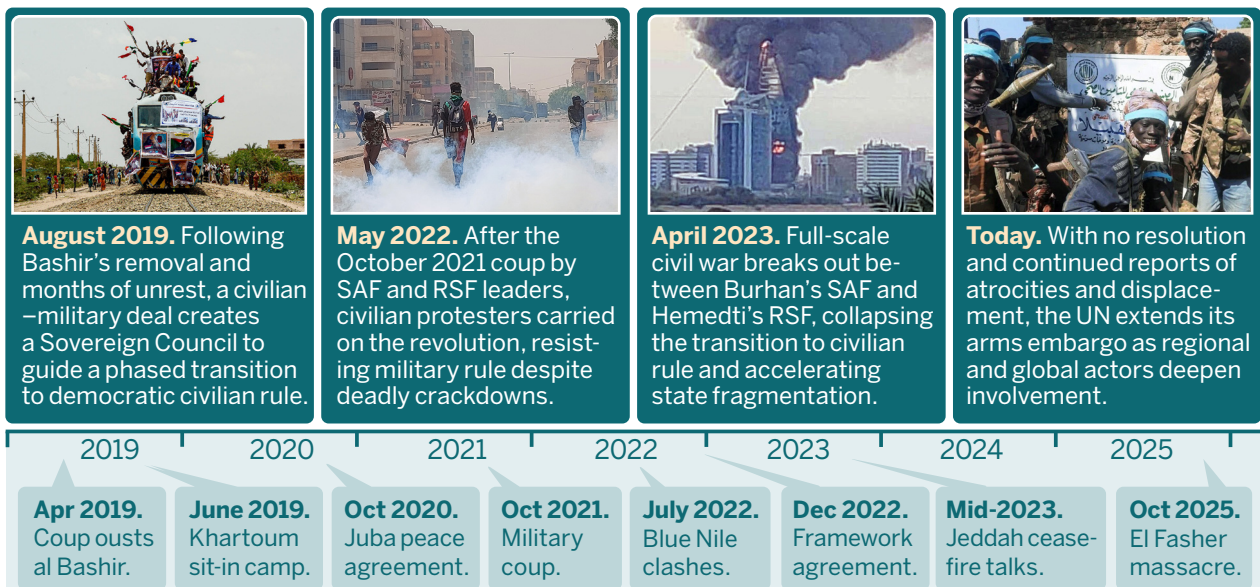 August 2019. Following
Bashir’s removal and
months of unrest, a civilian
–military deal creates
a Sovereign Council to
guide a phased transition
to democratic civilian rule.
May 2022. After the
October 2021 coup by
SAF and RSF leaders,
civilian protesters carried
on the revolution, resist-
ing military rule despite
deadly crackdowns.
April 2023. Full-scale
civil war breaks out be-
tween Burhan’s SAF and
Hemedti’s RSF, collapsing
the transition to civilian
rule and accelerating
state fragmentation.
Today. With no resolution
and continued reports of
atrocities and displace-
ment, the UN extends its
arms embargo as regional
and global actors deepen
involvement.
2019 2020 2021 2022 2023 2024 2025
Apr 2019.
Coup ousts
al Bashir.
June 2019.
Khartoum
sit-in camp.
Oct 2020.
Juba peace
agreement.
Oct 2021.
Military
coup.
July 2022.
Blue Nile
clashes.
Dec 2022.
Framework
agreement.
Mid-2023.
Jeddah cease-
fire talks.
Oct 2025.
El Fasher
massacre.